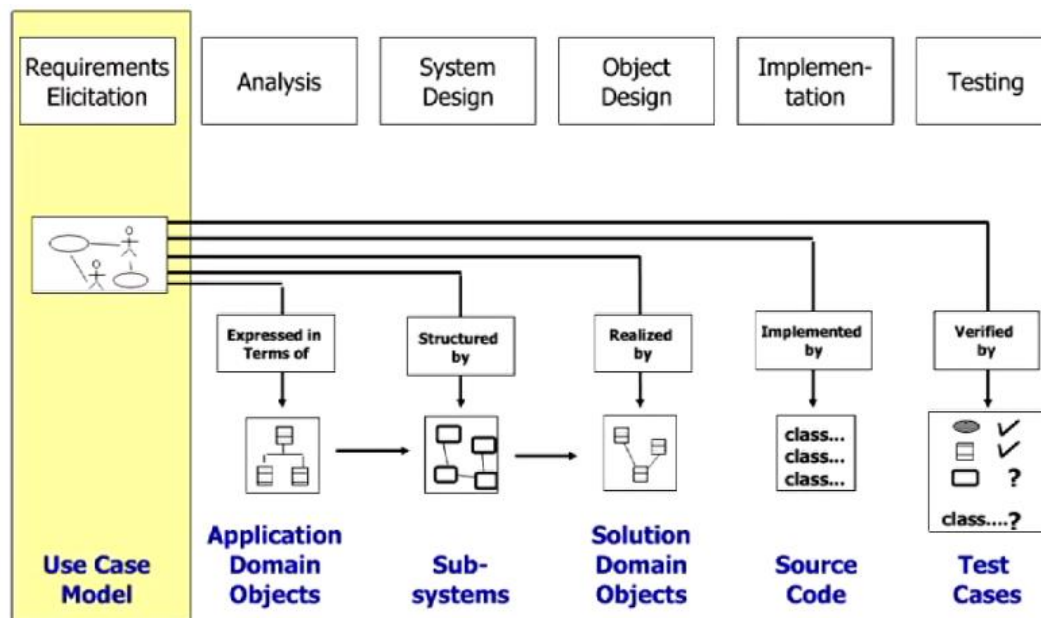 Requirements
Elicitation
Analysis
System
Design
Object
Design
Implemen-
tation
Testing
Expressed in
Terms of
Structured
by
Realized
by
Implemented
by
Verified
by
class...
class...
class...
?
class....?
Use Case
Model
Application
Domain
Objects
Sub-
systems
Solution
Domain
Objects
Source
Code
Test
Cases